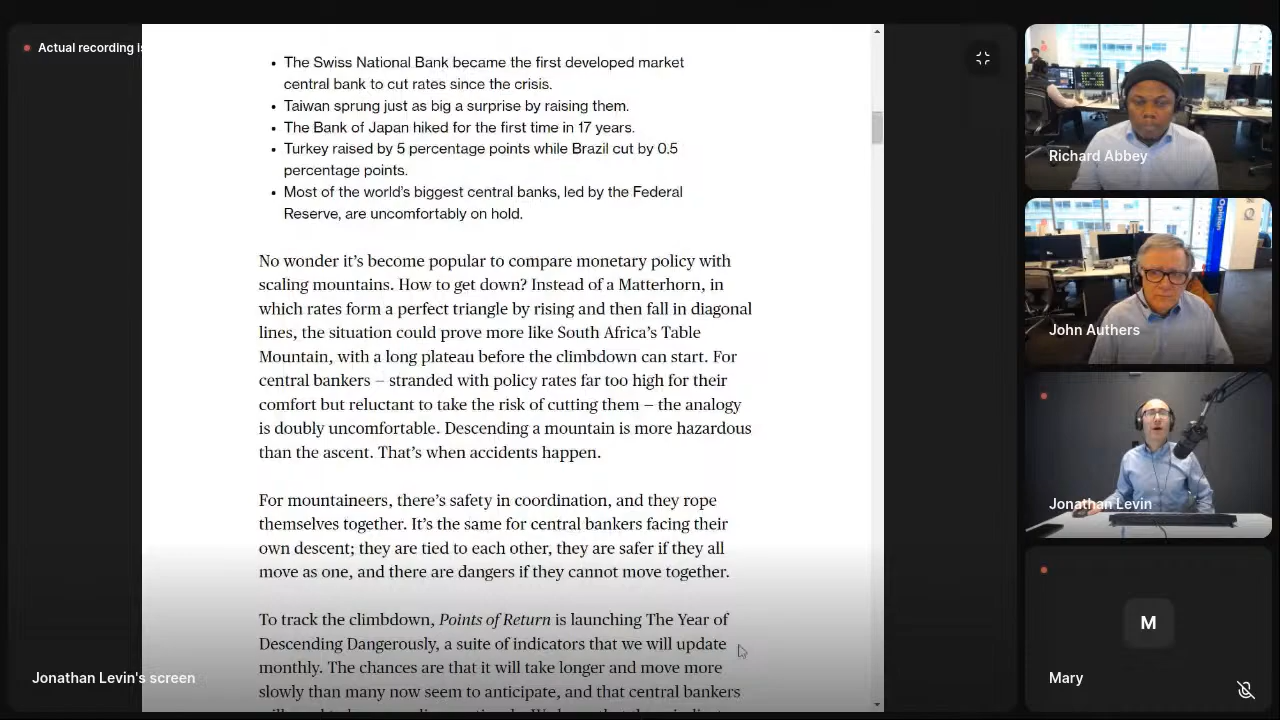 Actual recording is
• The Swiss National Bank became the first developed market
central bank to cut rates since the crisis.
• Taiwan sprung just as big a surprise by raising them.
• The Bank of Japan hiked for the first time in 17 years.
• Turkey raised by 5 percentage points while Brazil cut by 0.5
percentage points.
• Most of the world’s biggest central banks, led by the Federal
Reserve, are uncomfortably on hold.
No wonder it’s become popular to compare monetary policy with
scaling mountains. How to get down? Instead of a Matterhorn, in
which rates form a perfect triangle by rising and then fall in diagonal
lines, the situation could prove more like South Africa’s Table
Mountain, with a long plateau before the climbdown can start. For
central bankers — stranded with policy rates far too high for their
comfort but reluctant to take the risk of cutting them — the analogy
is doubly uncomfortable. Descending a mountain is more hazardous
than the ascent. That’s when accidents happen.
For mountaineers, there’s safety in coordination, and they rope
themselves together. It’s the same for central bankers facing their
own descent; they are tied to each other, they are safer if they all
move as one, and there are dangers if they cannot move together.
To track the climbdown, Points of Return is launching The Year of
Descending Dangerously, a suite of indicators that we will update
monthly. The chances are that it will take longer and move more
slowly than many now seem to anticipate, and that central bankers
Jonathan Levin's screen
Richard Abbey
Opinion
John Authers
Jonathan Levin
M
Mary